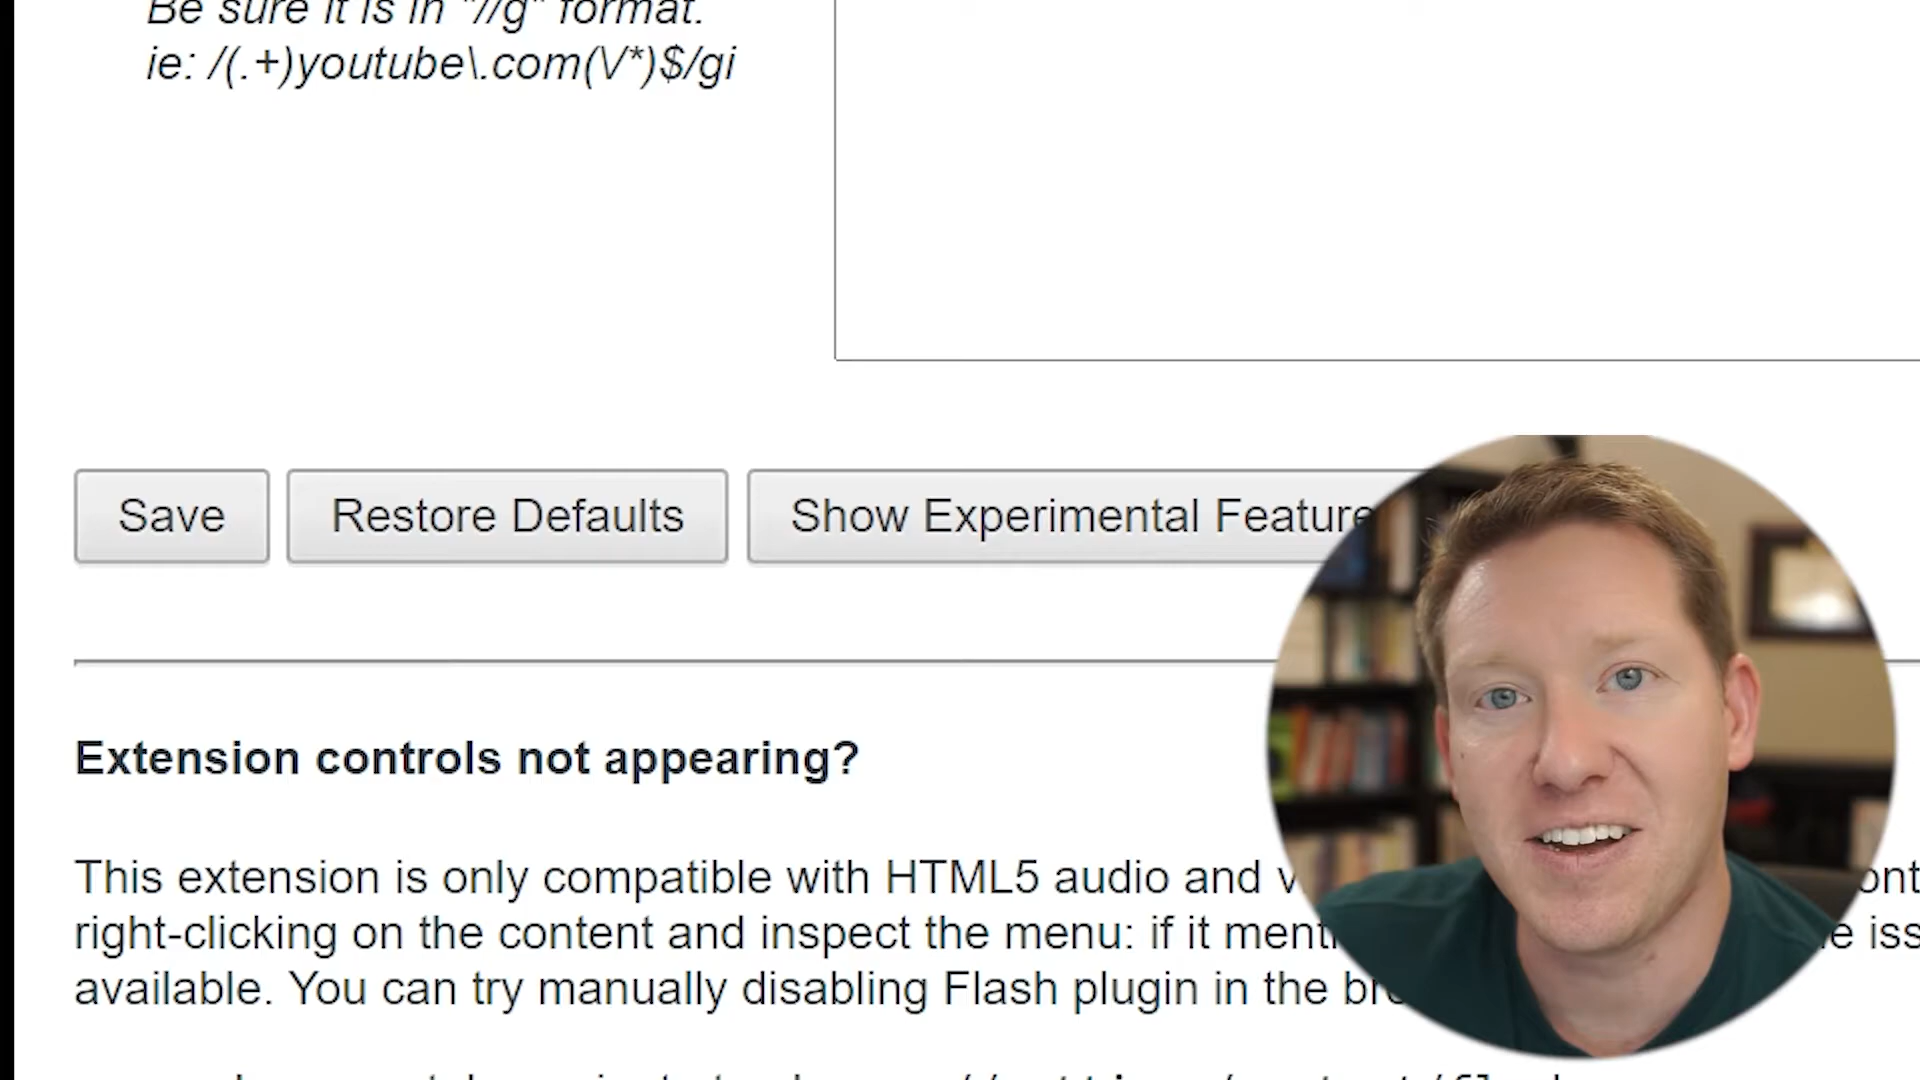 Be sure it is in "//g" format.
ie: /(.+)youtube\.com(\/*)$/gi
Save
Restore Defaults
Show Experimental Feature
Extension controls not appearing?
This extension is only compatible with HTML5 audio and
right-clicking on the content and inspect the menu: if it
available. You can try manually disabling Flash plugin in the